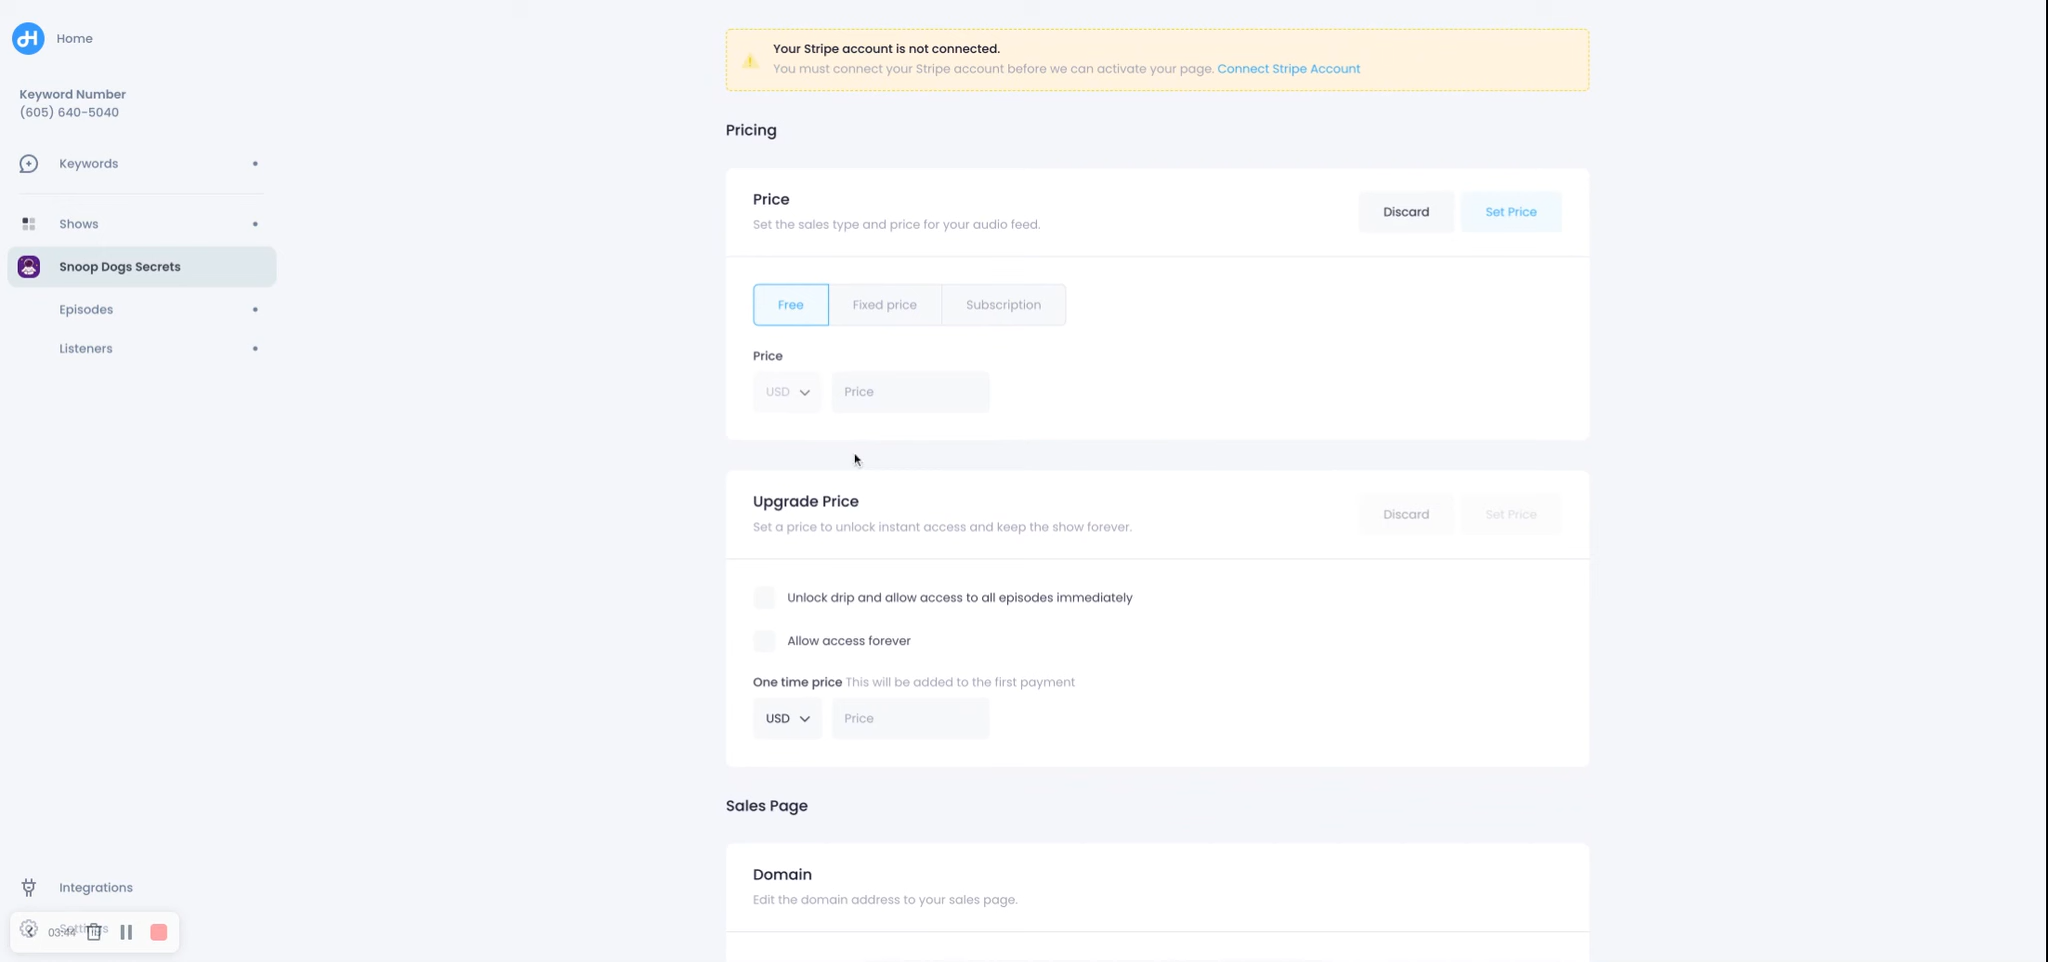 Home
Keyword Number
(605) 640-5040
Keywords
Shows
Snoop Dogs Secrets
Episodes
Listeners
Integrations
Settings
03:44
Your Stripe account is not connected.
You must connect your Stripe account before we can activate your page. Connect Stripe Account
Pricing
Price
Set the sales type and price for your audio feed.
Discard
Set Price
Free
Fixed price
Subscription
Price
USD
Price
Upgrade Price
Set a price to unlock instant access and keep the show forever.
Discard
Set Price
Unlock drip and allow access to all episodes immediately
Allow access forever
One time price This will be added to the first payment
USD
Price
Sales Page
Domain
Edit the domain address to your sales page.